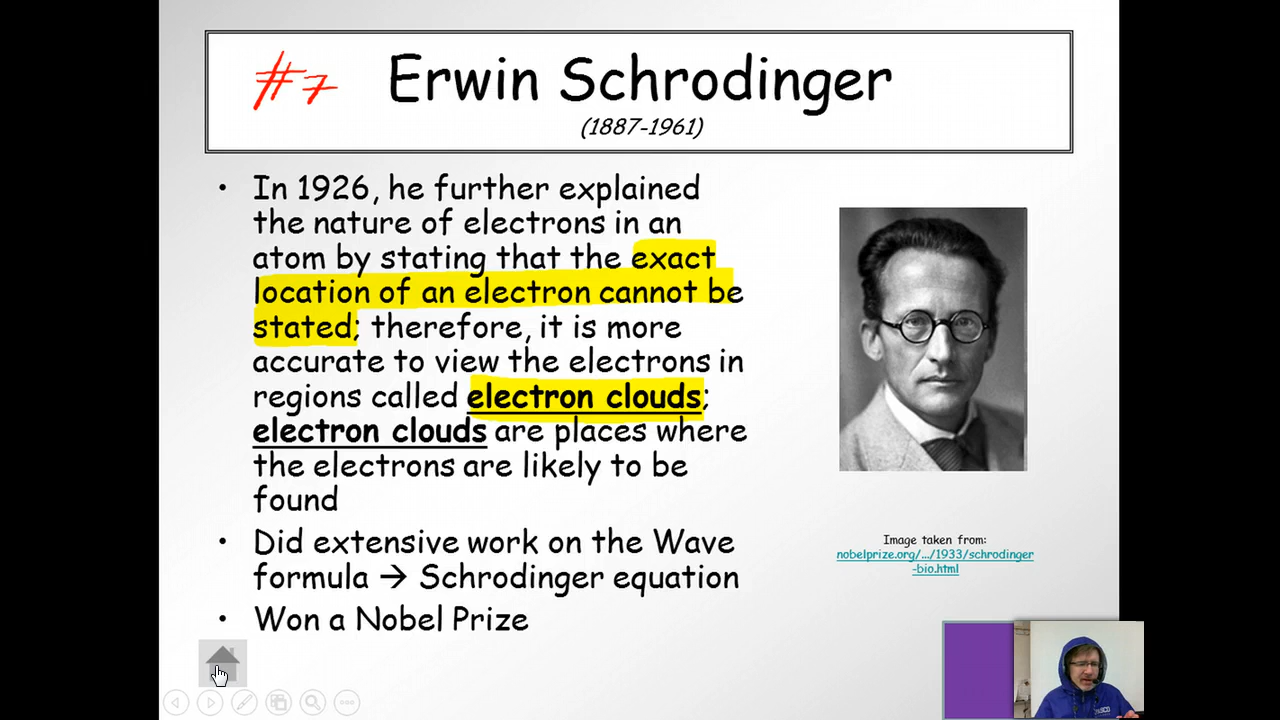 #7 Erwin Schrodinger
(1887-1961)
• In 1926, he further explained
the nature of electrons in an
atom by stating that the exact
location of an electron cannot be
stated; therefore, it is more
accurate to view the electrons in
regions called electron clouds;
electron clouds are places where
the electrons are likely to be
found
• Did extensive work on the Wave
formula → Schrodinger equation
• Won a Nobel Prize
Image taken from:
nobelprize.org/.../1933/schrodinger
-bio.html